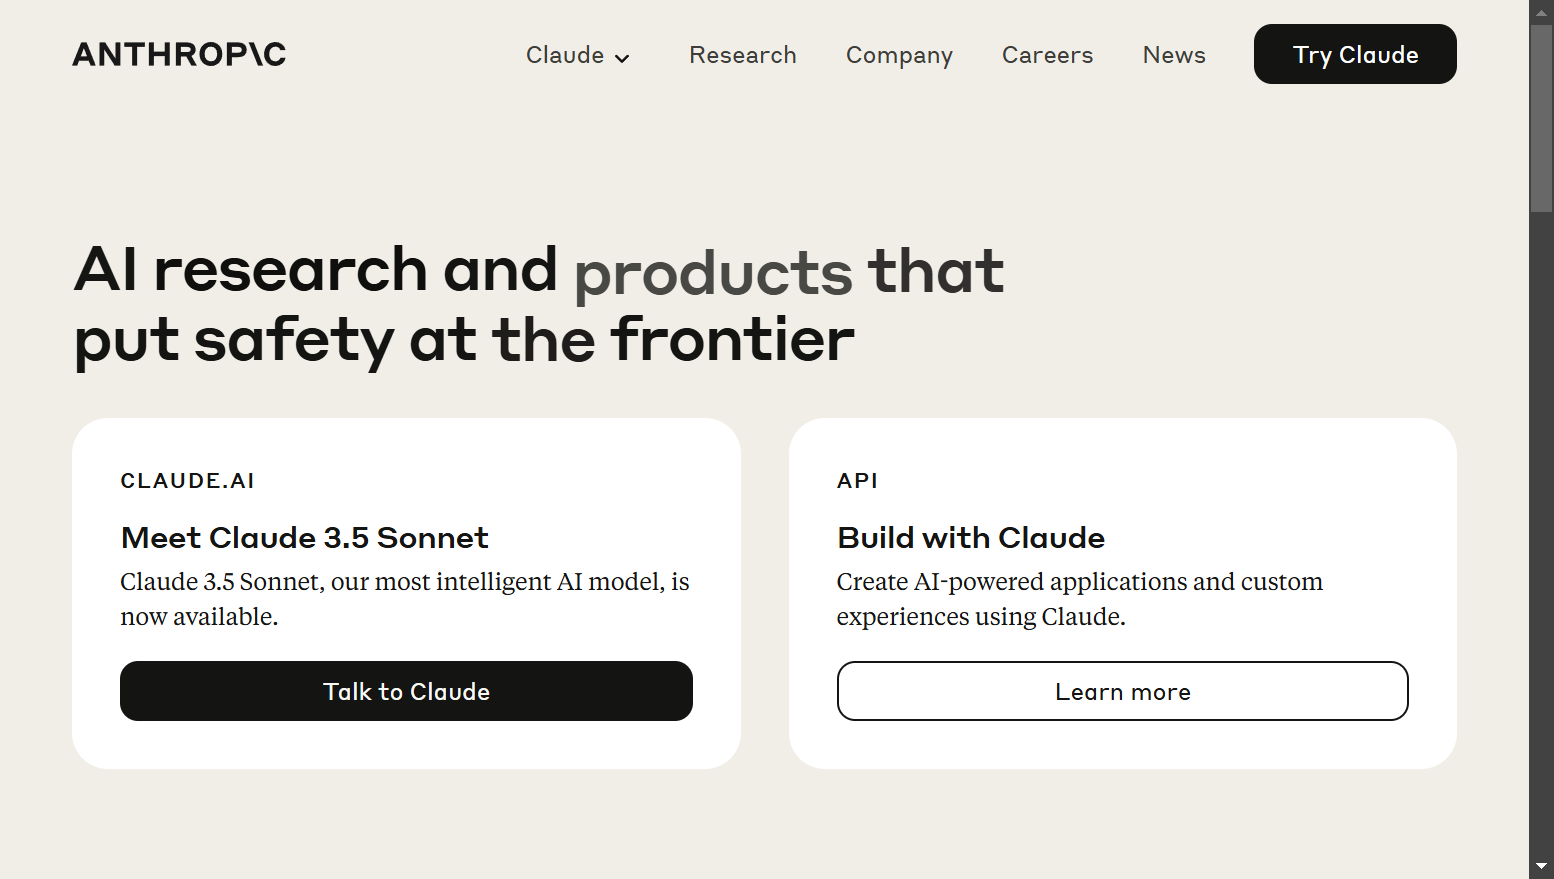 ANTHROP\C
Claude Research Company Careers News Try Claude
AI research and products that
put safety at the frontier
CLAUDE.AI
Meet Claude 3.5 Sonnet
Claude 3.5 Sonnet, our most intelligent AI model, is
now available.
Talk to Claude
API
Build with Claude
Create AI-powered applications and custom
experiences using Claude.
Learn more